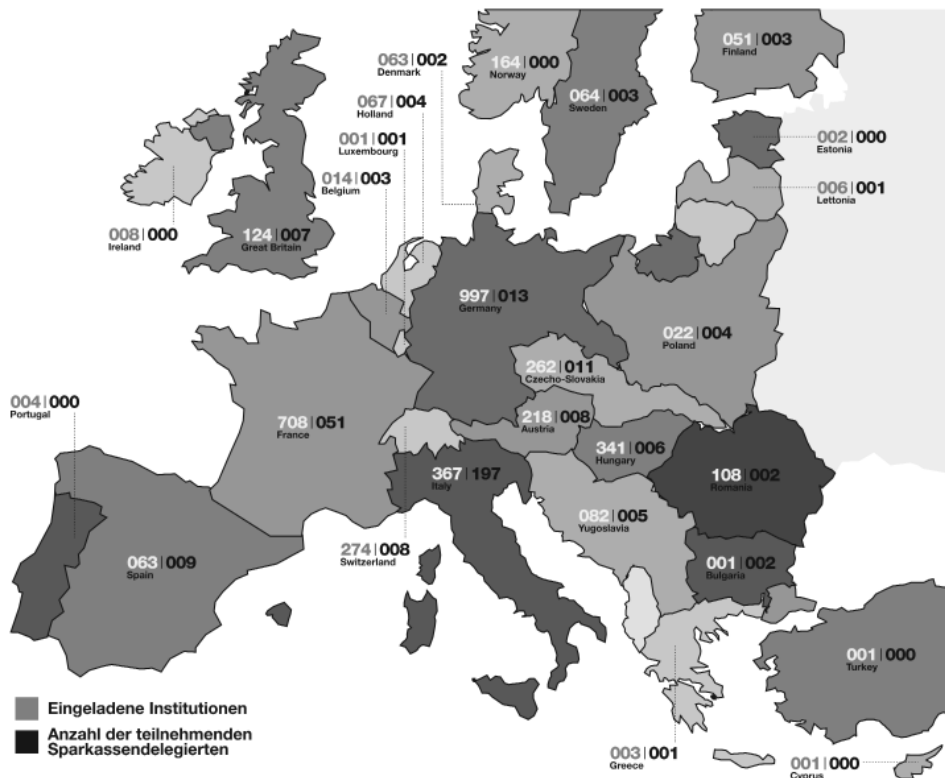 051|003
Finland
063|002
Denmark
164|000
Norway
064|003
Sweden
067|004
Holland
001|001
Luxembourg
014|003
Belgium
002|000
Estonia
006|001
Lettonia
008|000
Ireland
124|007
Great Britain
997|013
Germany
022|004
Poland
262|011
Czecho-Slovakia
004|000
Portugal
708|051
France
218|008
Austria
341|006
Hungary
367|197
Italy
108|002
Romania
082|005
Yugoslavia
274|008
Switzerland
063|009
Spain
001|002
Bulgaria
001|000
Turkey
Eingeladene Institutionen
Anzahl der teilnehmenden
Sparkassendelegierten
003|001
Greece
001|000
Cyprus